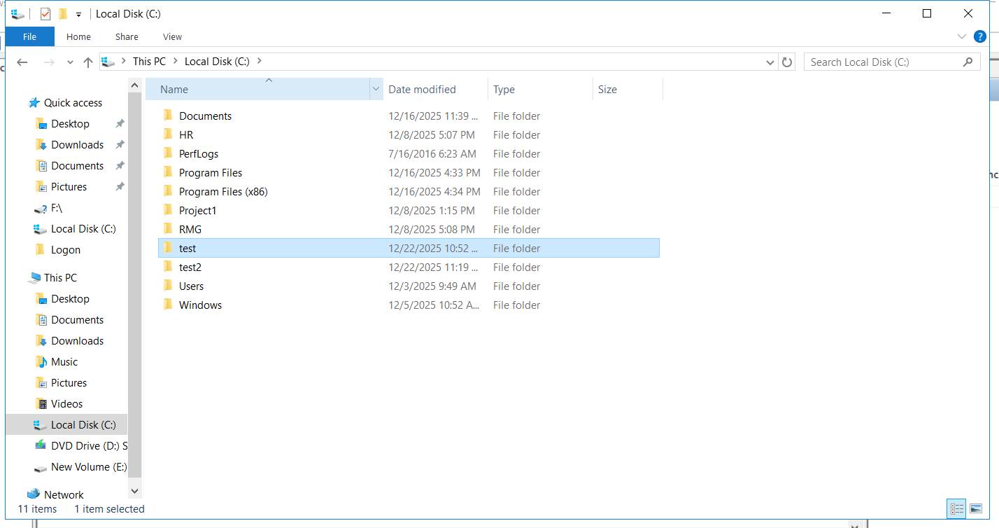 Local Disk (C:)
File Home Share View
This PC Local Disk (C:) Search Local Disk (C:)
Name Date modified Type Size
Documents 12/16/2025 11:39 ... File folder
HR 12/8/2025 5:07 PM File folder
PerfLogs 7/16/2016 6:23 AM File folder
Program Files 12/16/2025 4:33 PM File folder
Program Files (x86) 12/16/2025 4:34 PM File folder
Project1 12/8/2025 1:15 PM File folder
RMG 12/8/2025 5:08 PM File folder
test 12/22/2025 10:52 ... File folder
test2 12/22/2025 11:19 ... File folder
Users 12/3/2025 9:49 AM File folder
Windows 12/5/2025 10:52 A... File folder
Quick access
Desktop
Downloads
Documents
Pictures
F:\
Local Disk (C:)
Logon
This PC
Desktop
Documents
Downloads
Music
Pictures
Videos
Local Disk (C:)
DVD Drive (D:) S
New Volume (E:)
Network
11 items 1 item selected